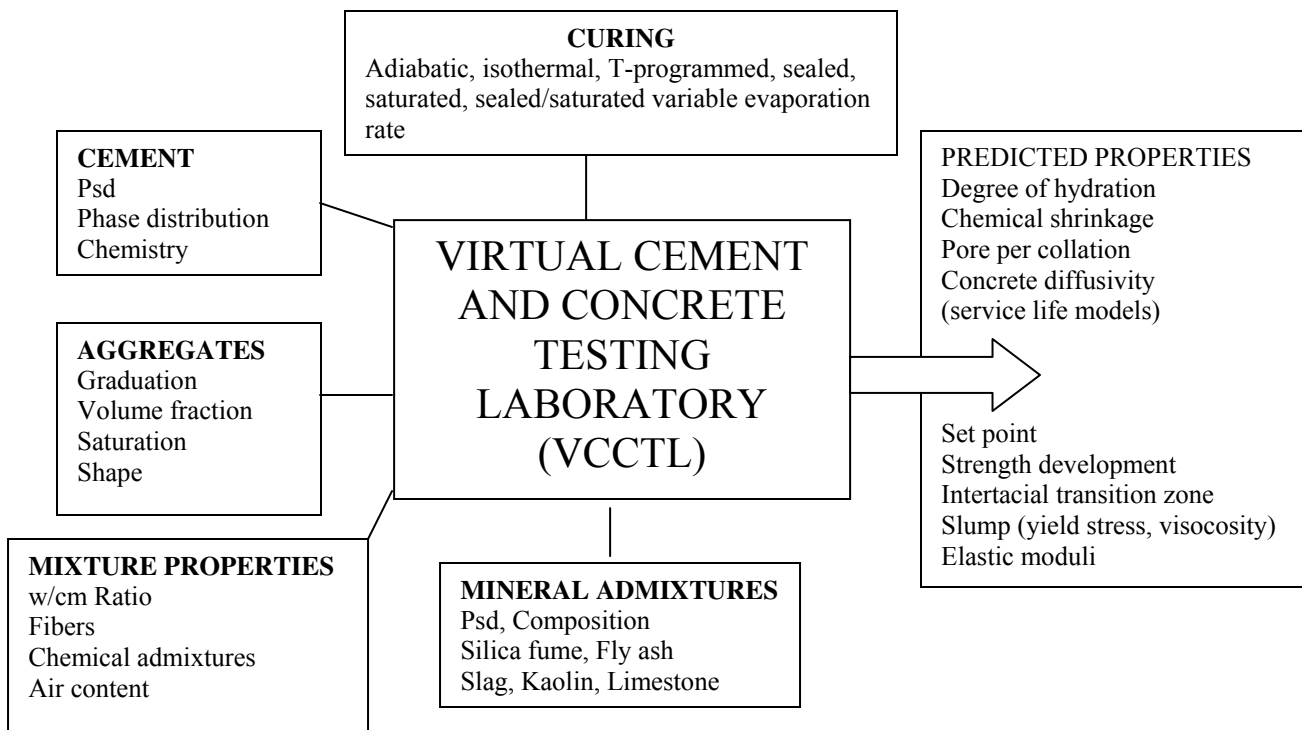 CURING
Adiabatic, isothermal, T-programmed, sealed,
saturated, sealed/saturated variable evaporation
rate
CEMENT
Psd
Phase distribution
Chemistry
AGGREGATES
Graduation
Volume fraction
Saturation
Shape
MIXTURE PROPERTIES
w/cm Ratio
Fibers
Chemical admixtures
Air content
VIRTUAL CEMENT
AND CONCRETE
TESTING
LABORATORY
(VCCTL)
MINERAL ADMIXTURES
Psd, Composition
Silica fume, Fly ash
Slag, Kaolin, Limestone
PREDICTED PROPERTIES
Degree of hydration
Chemical shrinkage
Pore per collation
Concrete diffusivity
(service life models)
Set point
Strength development
Intertacial transition zone
Slump (yield stress, visocosity)
Elastic moduli